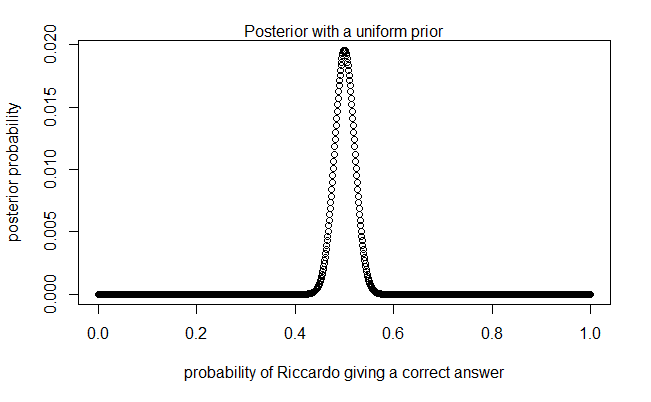 Posterior with a uniform prior
posterior probability
0.020
0.015
0.010
0.005
0.000
0.0 0.2 0.4 0.6 0.8 1.0
probability of Riccardo giving a correct answer